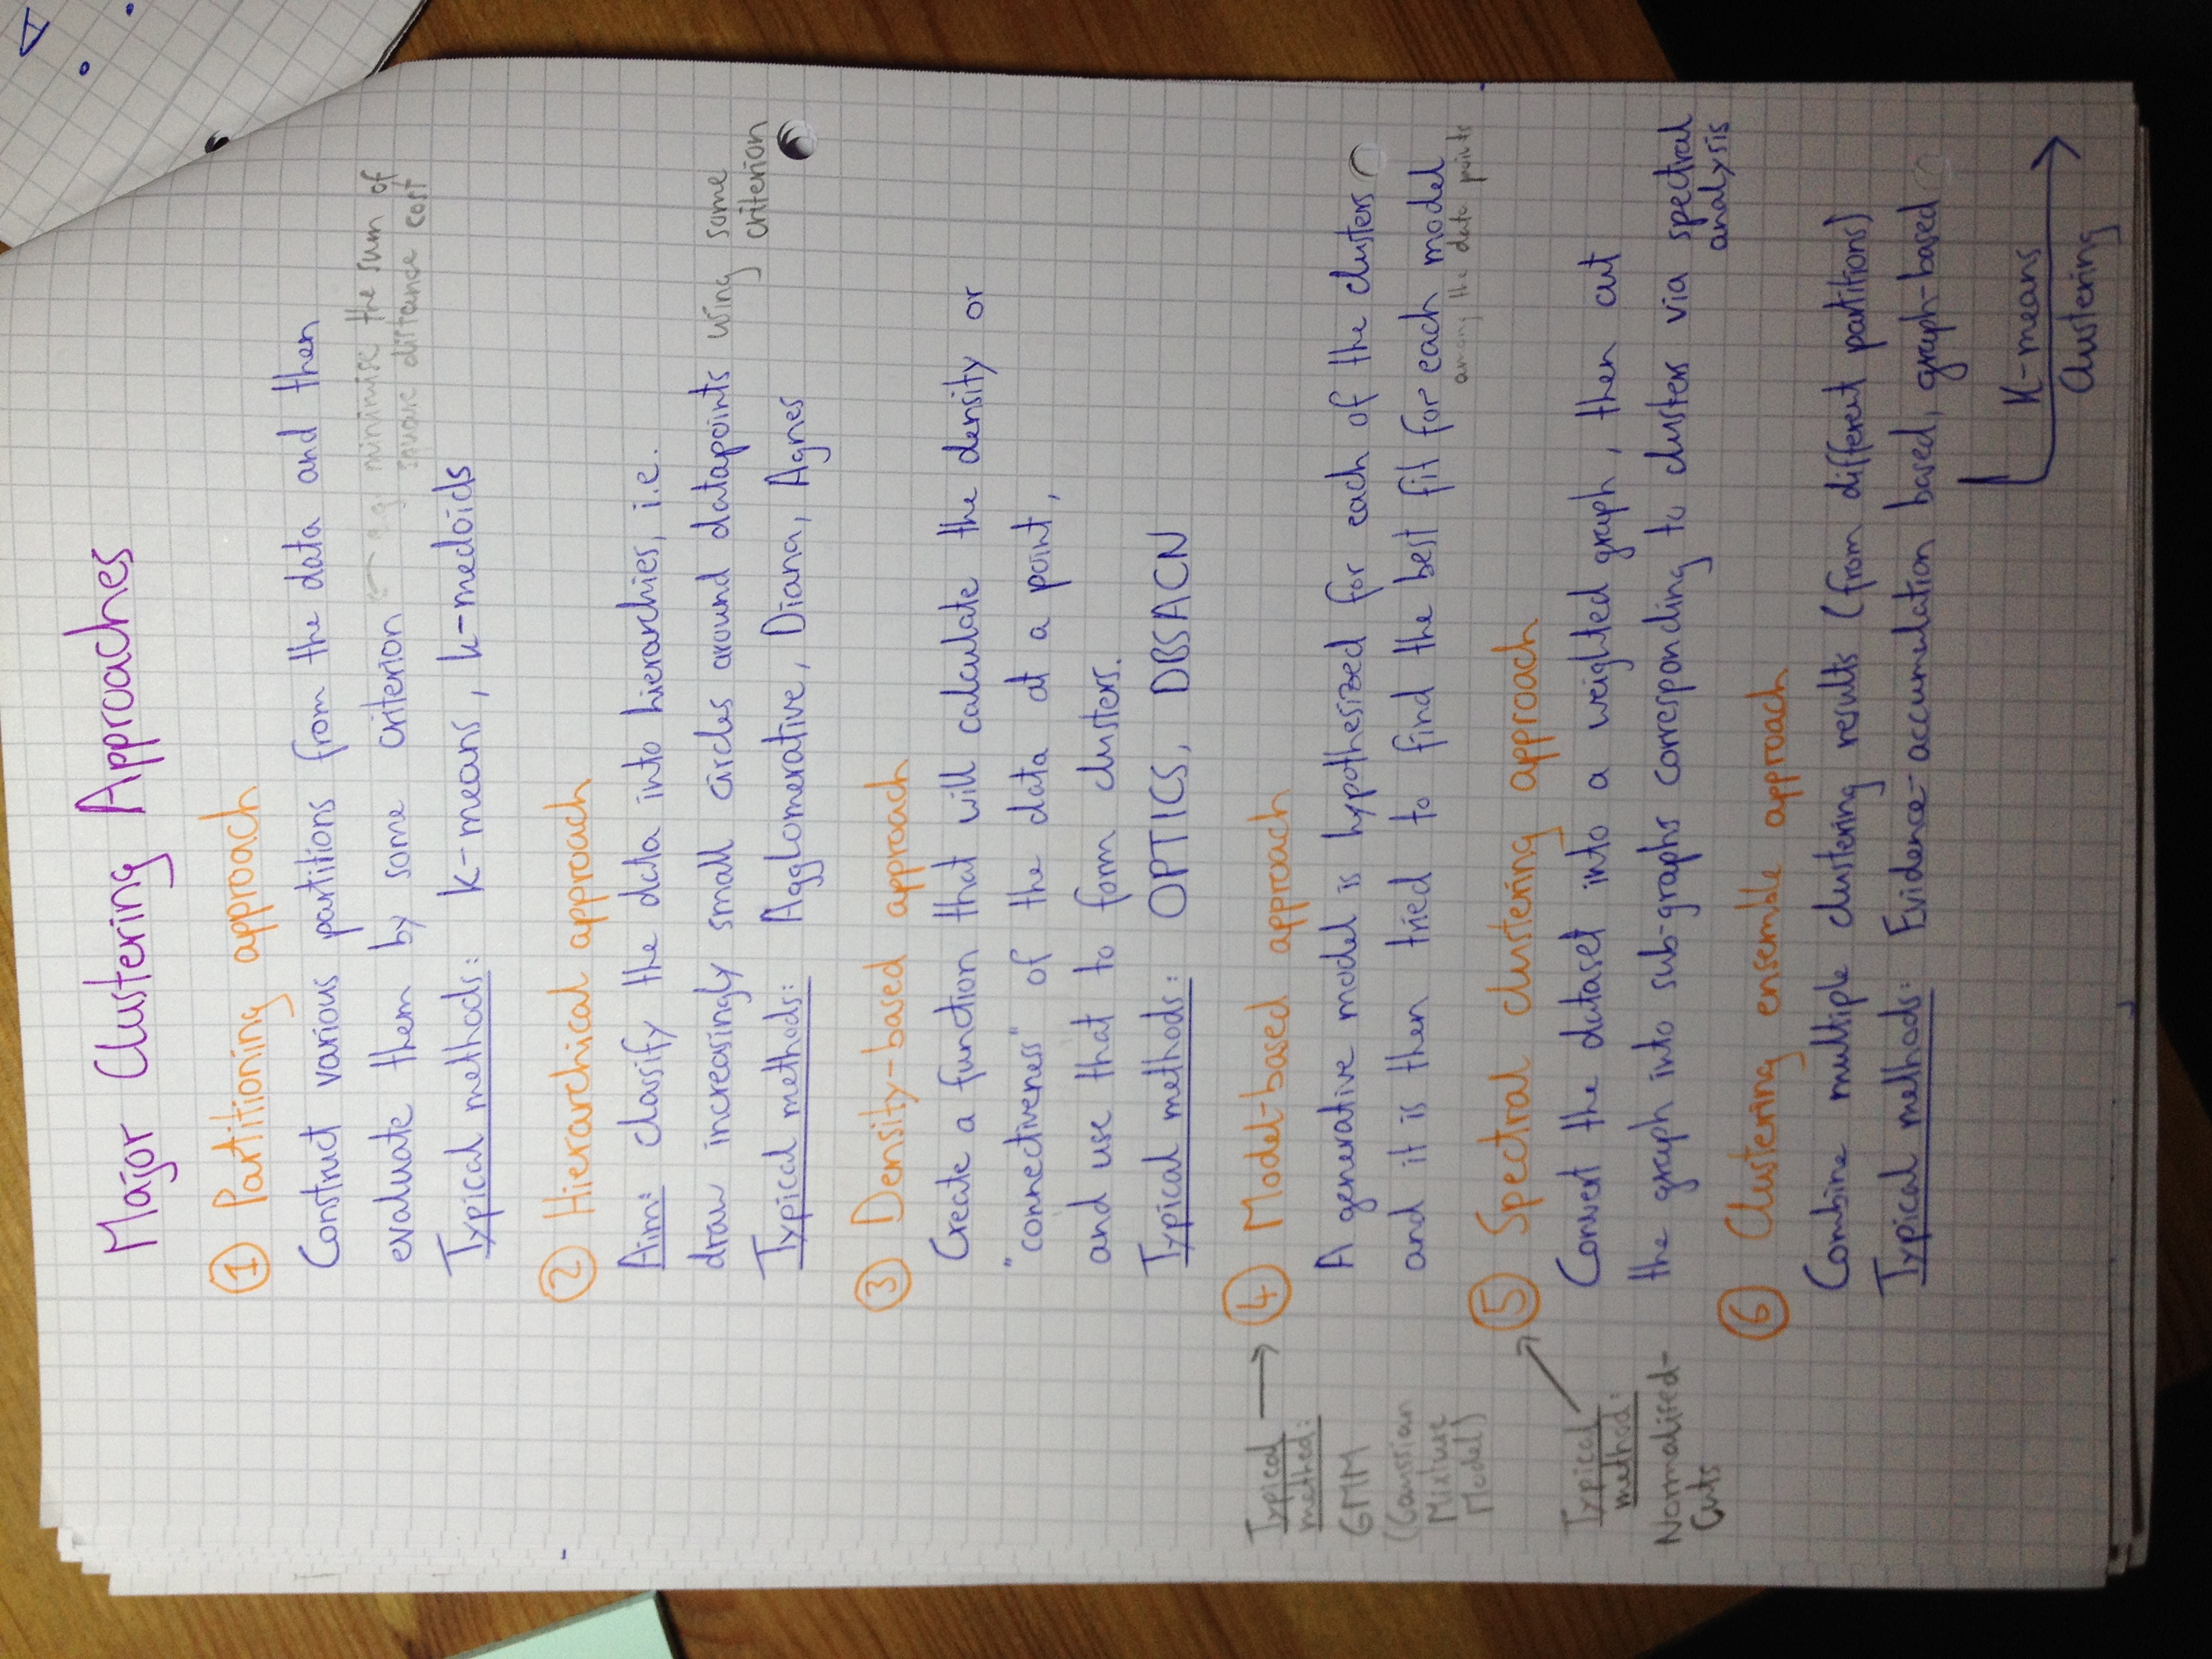 Major Clustering Approaches
① Partitioning approach
Construct various partitions from the data and then
evaluate them by some criterion ← e.g. minimise the sum of
square distance cost
Typical methods: k-means, k-medoids
② Hierarchical approach
Aim: classify the data into hierarchies, i.e.
draw increasingly small circles around datapoints using some
criterion
Typical methods: Agglomerative, Diana, Agnes
③ Density-based approach
Create a function that will calculate the density or
"connectiveness" of the data at a point,
and use that to form clusters.
Typical methods: OPTICS, DBSACN
④ Model-based approach
A generative model is hypothesized for each of the clusters
and it is then tried to find the best fit for each model
among the data points
Typical
method:
GMM
(Gaussian
Mixture
Model)
⑤ Spectral clustering approach
Convert the dataset into a weighted graph, then cut
the graph into sub-graphs corresponding to clusters via spectral
analysis
Typical
method:
Normalised-
Cuts
⑥ Clustering ensemble approach
Combine multiple clustering results (from different partitions)
Typical methods: Evidence-accumulation based, graph-based
K-means
Clustering
A